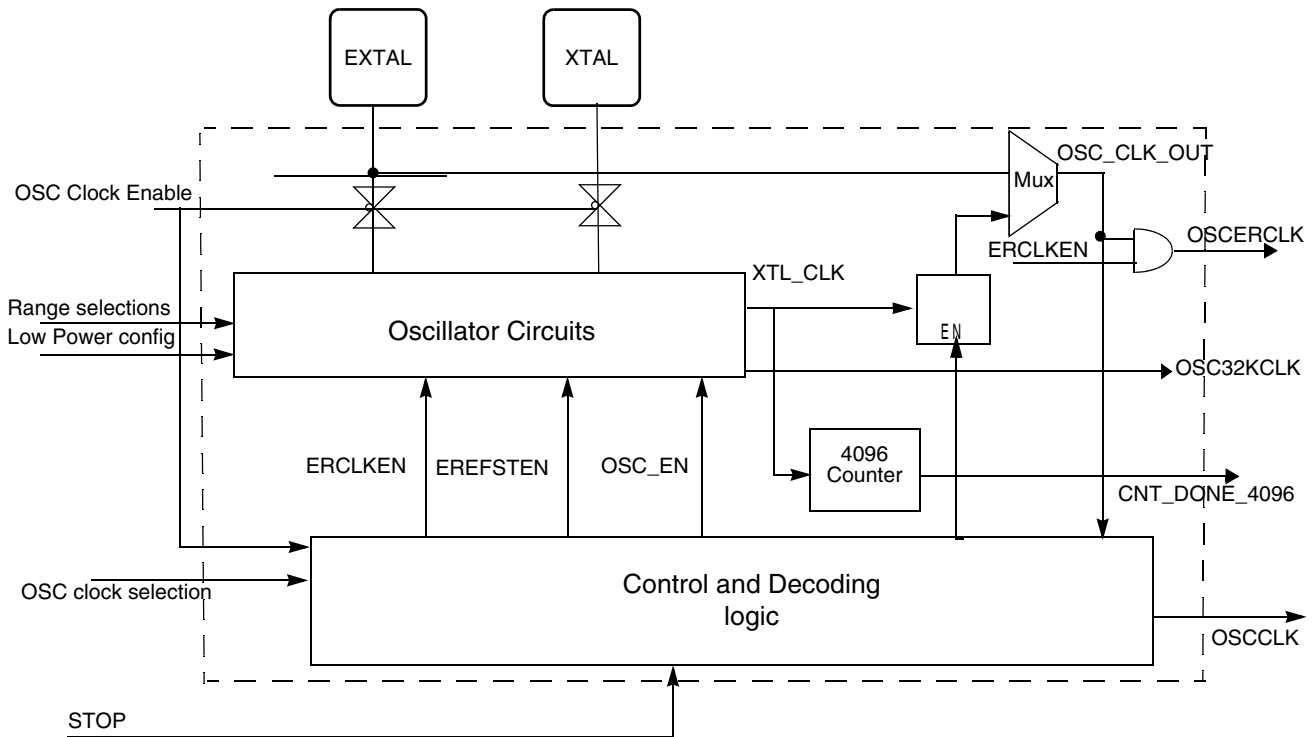 EXTAL
XTAL
OSC_CLK_OUT
Mux
OSC Clock Enable
ERCLKEN
OSCERCLK
XTL_CLK
Range selections
Low Power config
Oscillator Circuits
EN
OSC32KCLK
ERCLKEN
EREFSTEN
OSC_EN
4096
Counter
CNT_DONE_4096
OSC clock selection
Control and Decoding
logic
OSCCLK
STOP